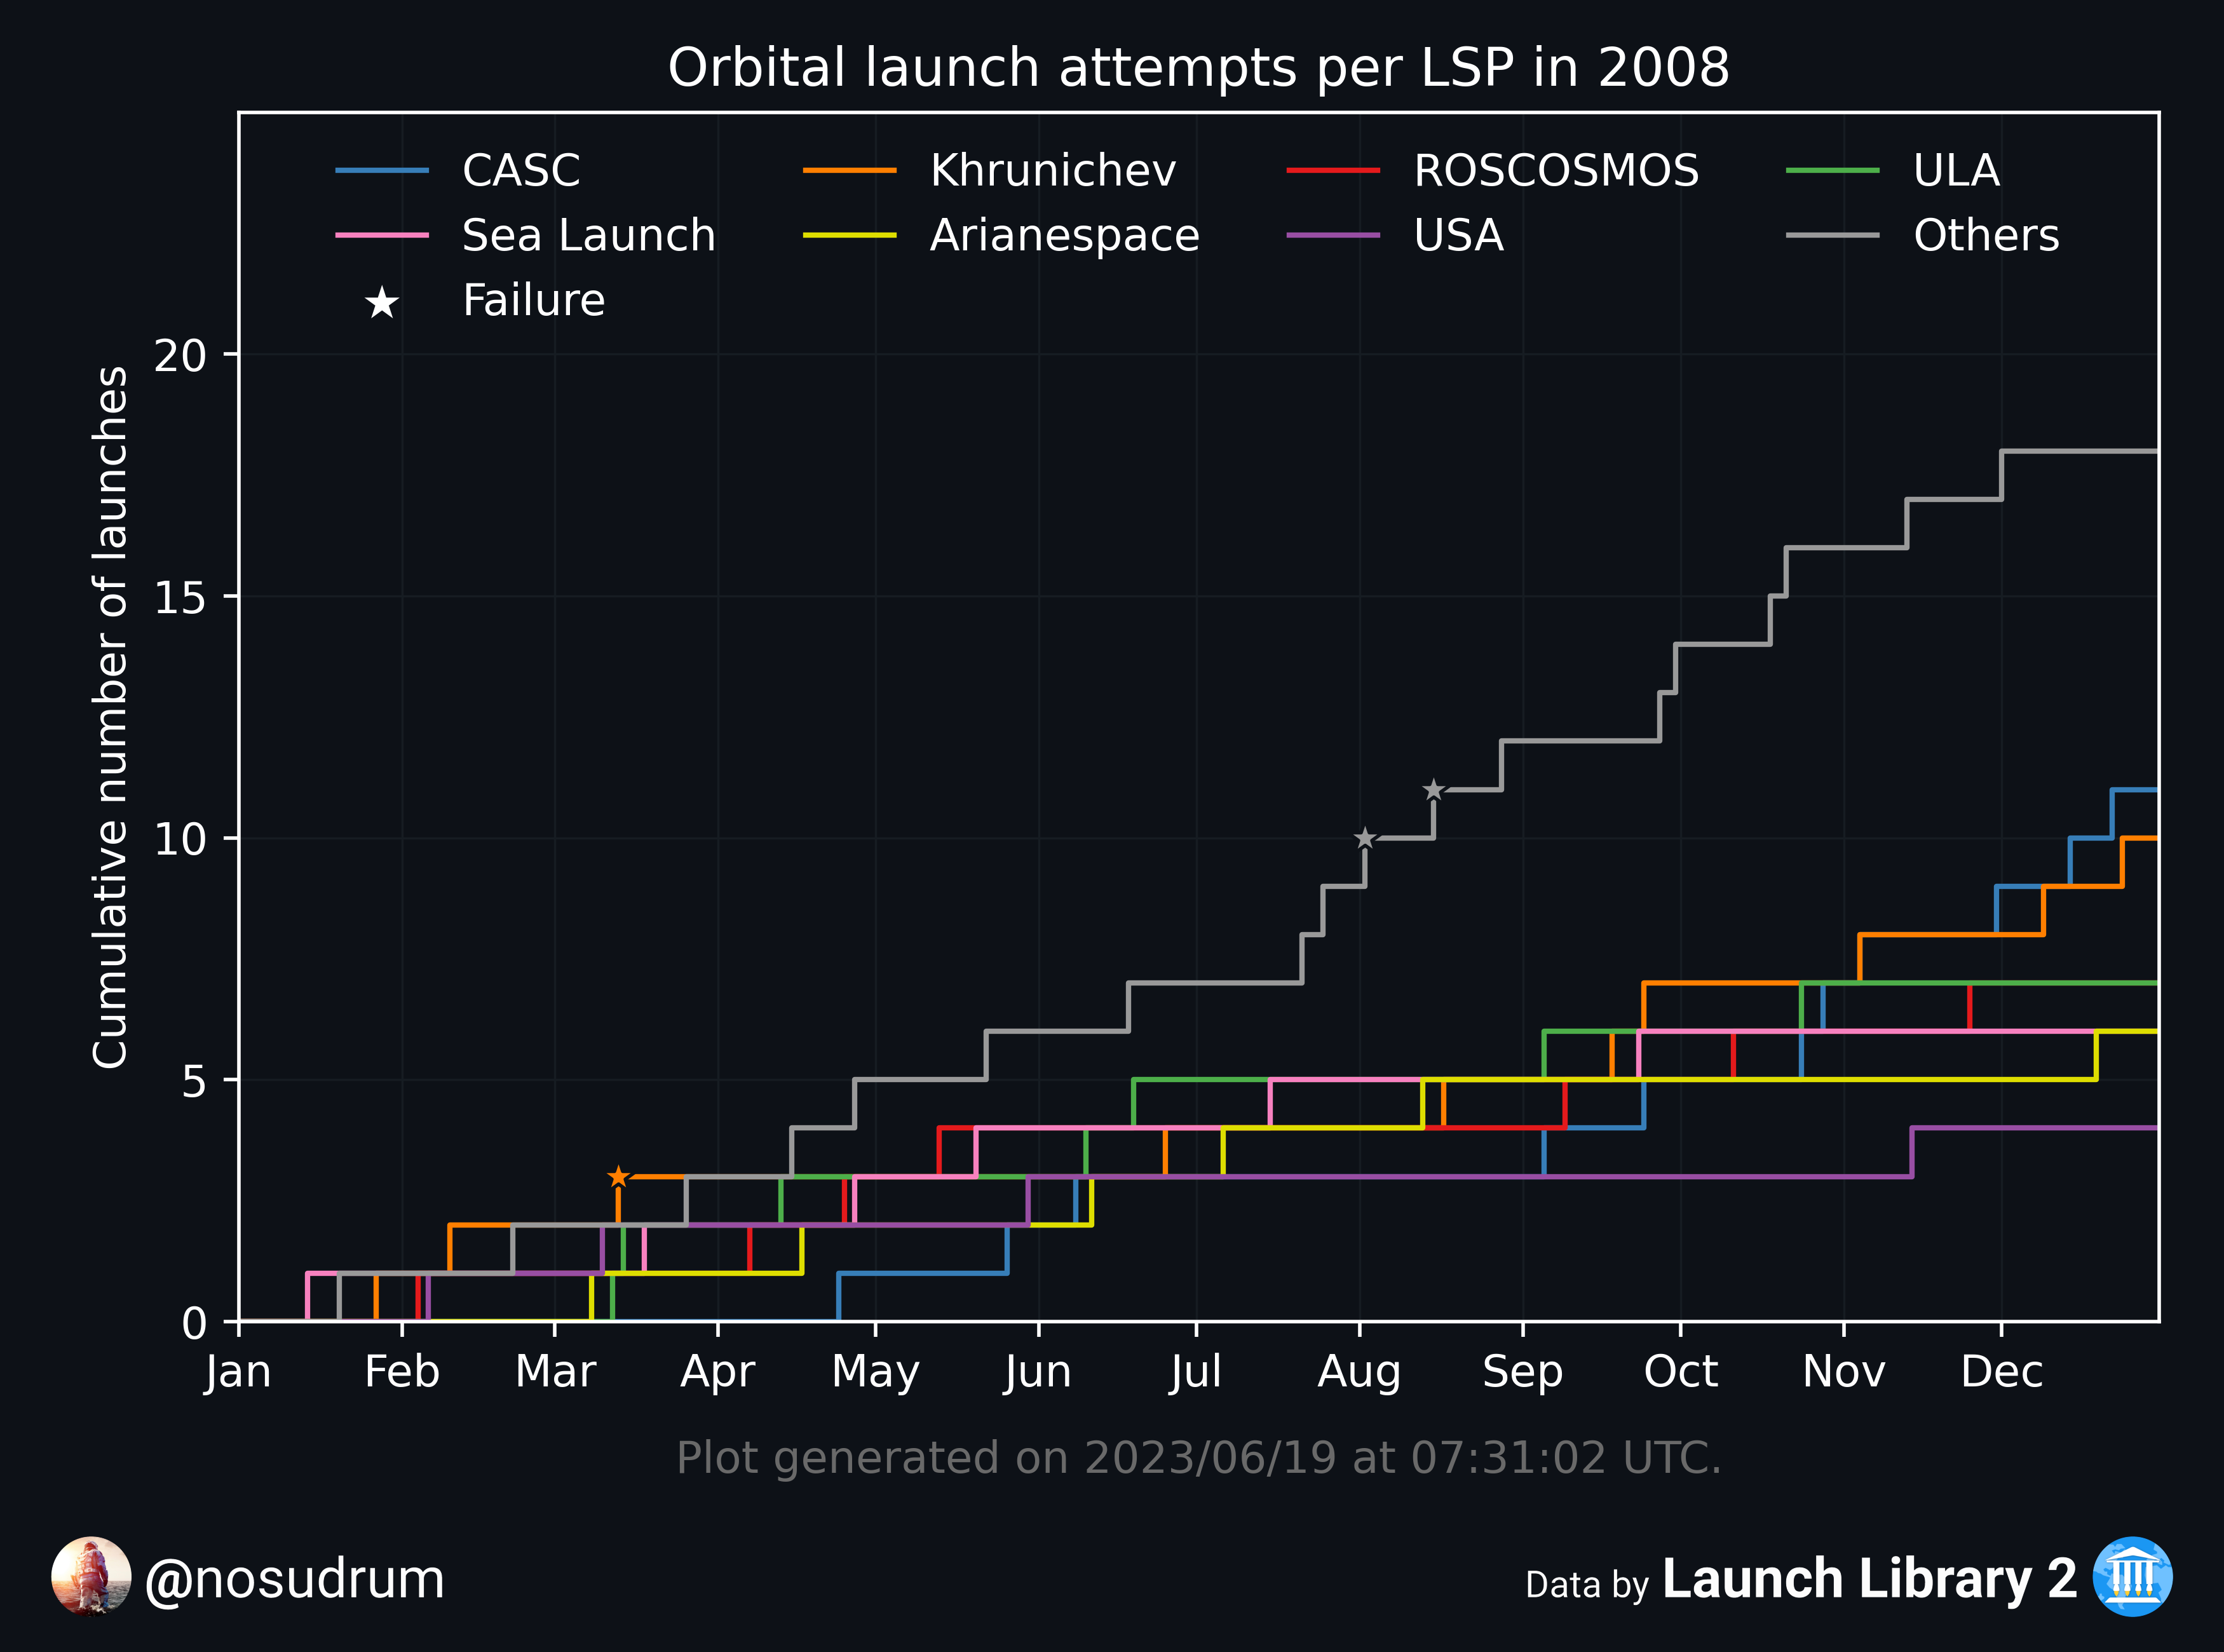 Orbital launch attempts per LSP in 2008
CASC Khrunichev ROSCOSMOS ULA
Sea Launch Arianespace USA Others
Failure
Cumulative number of launches
20
15
10
5
0
Jan Feb Mar Apr May Jun Jul Aug Sep Oct Nov Dec
Plot generated on 2023/06/19 at 07:31:02 UTC.
@nosudrum
Data by Launch Library 2